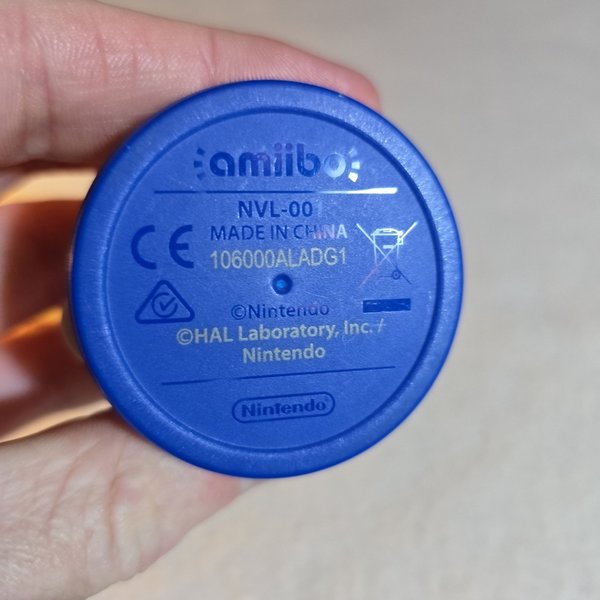 amiibo
NVL-00
MADE IN CHINA
CE
106000ALADG1
©Nintendo
©HAL Laboratory, Inc. /
Nintendo
Nintendo